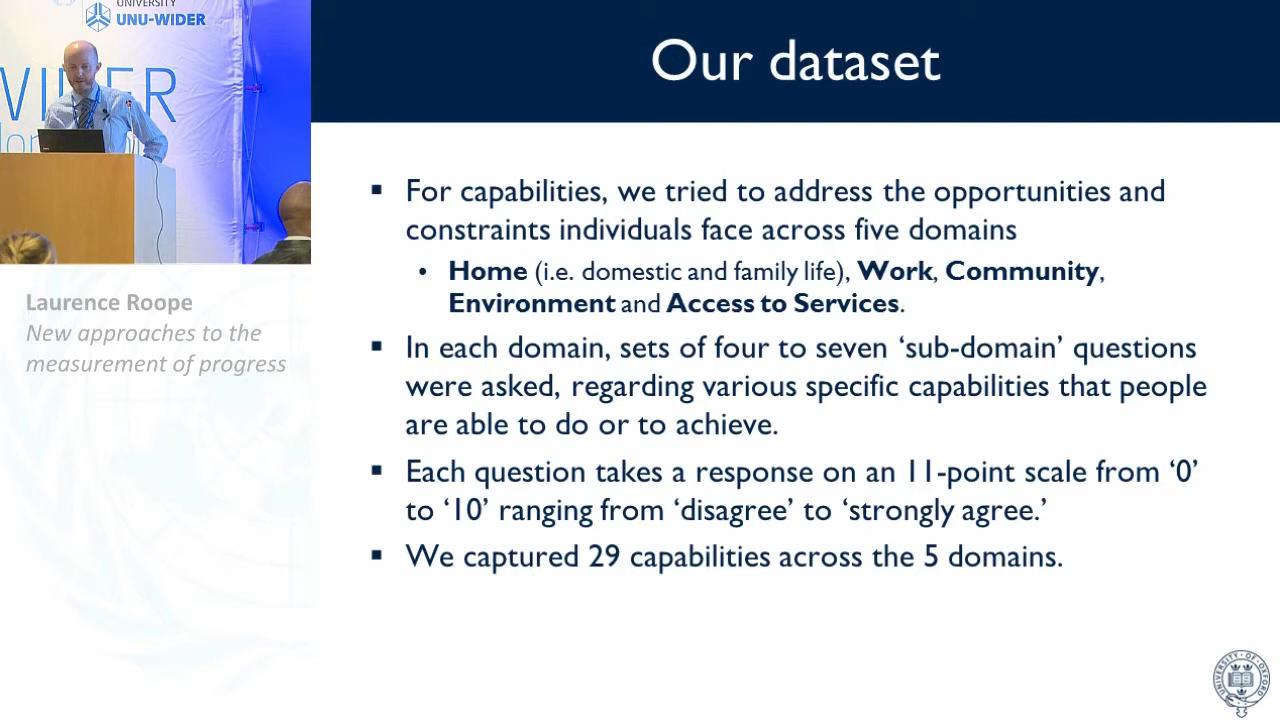 UNIVERSITY
UNU-WIDER
Our dataset
For capabilities, we tried to address the opportunities and
constraints individuals face across five domains
Home (i.e. domestic and family life), Work, Community,
Environment and Access to Services.
In each domain, sets of four to seven ‘sub-domain’ questions
were asked, regarding various specific capabilities that people
are able to do or to achieve.
Each question takes a response on an 11-point scale from ‘0’
to ‘10’ ranging from ‘disagree’ to ‘strongly agree.’
We captured 29 capabilities across the 5 domains.
Laurence Roope
New approaches to the
measurement of progress
UNIVERSITY OF OXFORD